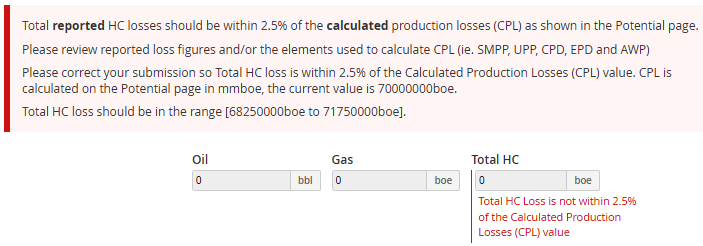 Total reported HC losses should be within 2.5% of the calculated production losses (CPL) as shown in the Potential page.
Please review reported loss figures and/or the elements used to calculate CPL (ie. SMPP, UPP, CPD, EPD and AWP)
Please correct your submission so Total HC loss is within 2.5% of the Calculated Production Losses (CPL) value. CPL is
calculated on the Potential page in mmboe, the current value is 70000000boe.
Total HC loss should be in the range [68250000boe to 71750000boe].
Oil Gas Total HC
0 bbl 0 boe 0 boe
Total HC Loss is not within 2.5%
of the Calculated Production
Losses (CPL) value